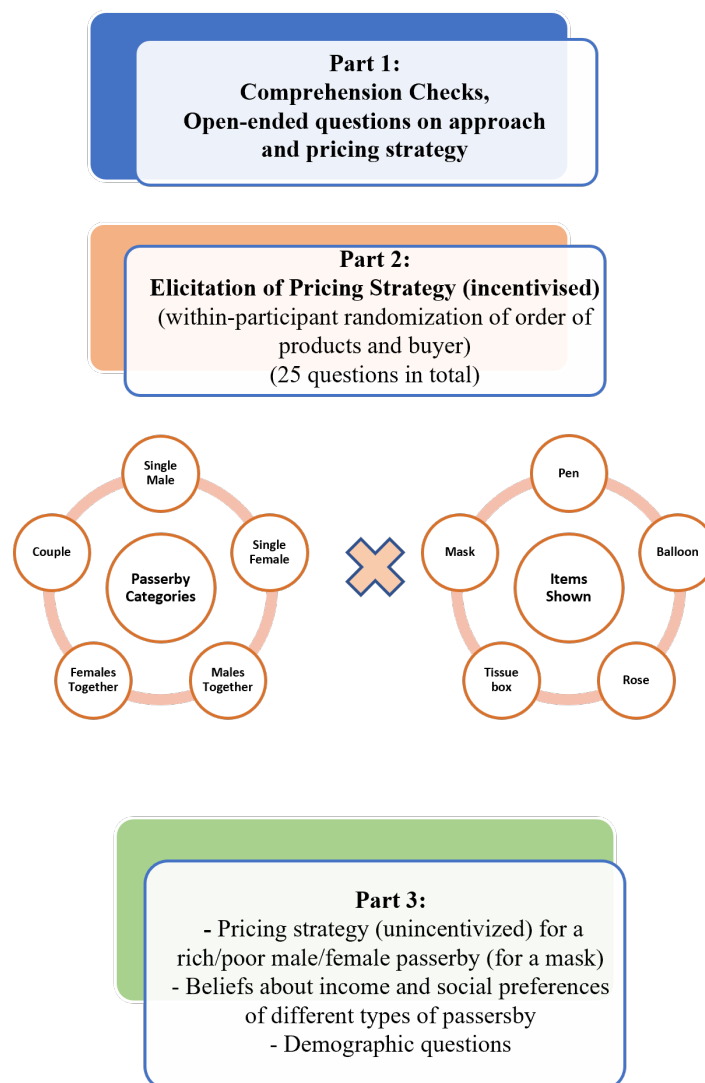 Part 1:
Comprehension Checks,
Open-ended questions on approach
and pricing strategy
Part 2:
Elicitation of Pricing Strategy (incentivised)
(within-participant randomization of order of
products and buyer)
(25 questions in total)
Single
Male
Single
Female
Males
Together
Females
Together
Couple
Passerby
Categories
Pen
Balloon
Rose
Tissue
box
Mask
Items
Shown
Part 3:
- Pricing strategy (unincentivized) for a
rich/poor male/female passerby (for a mask)
- Beliefs about income and social preferences
of different types of passersby
- Demographic questions